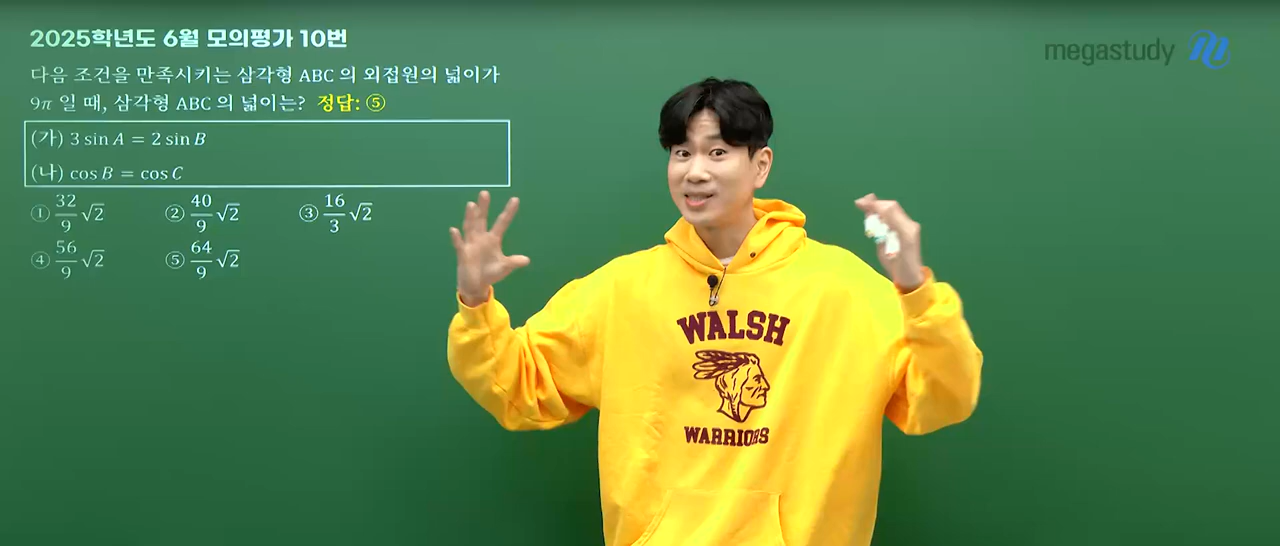 2025학년도 6월 모의평가 10번
megastudy
다음 조건을 만족시키는 삼각형 ABC 의 외접원의 넓이가
9π 일 때, 삼각형 ABC 의 넓이는? 정답: ⑤
(가) 3 sin A = 2 sin B
(나) cos B = cos C
① 32/9 √2 ② 40/9 √2 ③ 16/3 √2
④ 56/9 √2 ⑤ 64/9 √2
WALSH
WARRIORS